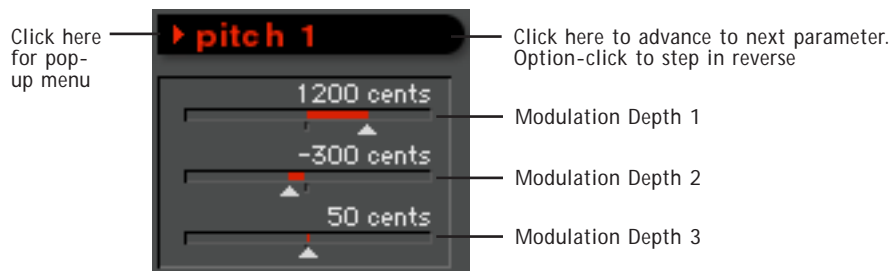 Click here
for pop-
up menu
pitch 1
Click here to advance to next parameter.
Option-click to step in reverse
1200 cents
Modulation Depth 1
-300 cents
Modulation Depth 2
50 cents
Modulation Depth 3